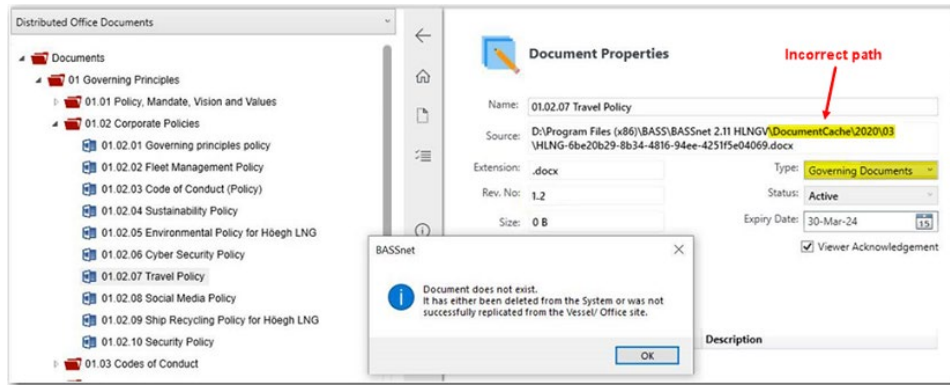 Distributed Office Documents
Documents
01 Governing Principles
01.01 Policy, Mandate, Vision and Values
01.02 Corporate Policies
01.02.01 Governing principles policy
01.02.02 Fleet Management Policy
01.02.03 Code of Conduct (Policy)
01.02.04 Sustainability Policy
01.02.05 Environmental Policy for Höegh LNG
01.02.06 Cyber Security Policy
01.02.07 Travel Policy
01.02.08 Social Media Policy
01.02.09 Ship Recycling Policy for Höegh LNG
01.02.10 Security Policy
01.03 Codes of Conduct
Document Properties
Incorrect path
Name: 01.02.07 Travel Policy
Source: D:\Program Files (x86)\BASS\BASSnet 2.11 HLNGV\DocumentCache\2020\03
\HLNG-6be20b29-8b34-4816-94ee-4251f5e04069.docx
Extension: .docx Type: Governing Documents
Rev. No: 1.2 Status: Active
Size: 0 B Expiry Date: 30-Mar-24 15
Viewer Acknowledgement
BASSnet
Document does not exist.
It has either been deleted from the System or was not
successfully replicated from the Vessel/ Office site.
OK
Description